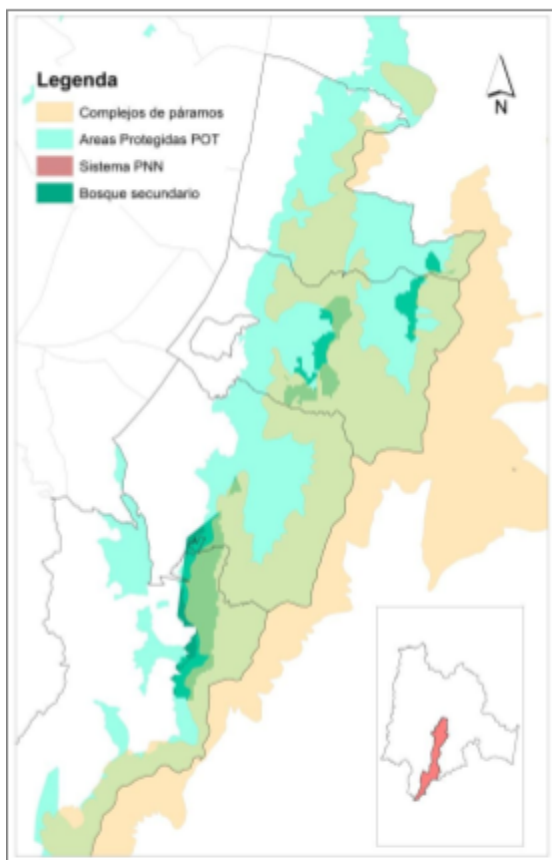 Legenda
Complejos de páramos
Areas Protegidas POT
Sistema PNN
Bosque secundario
N